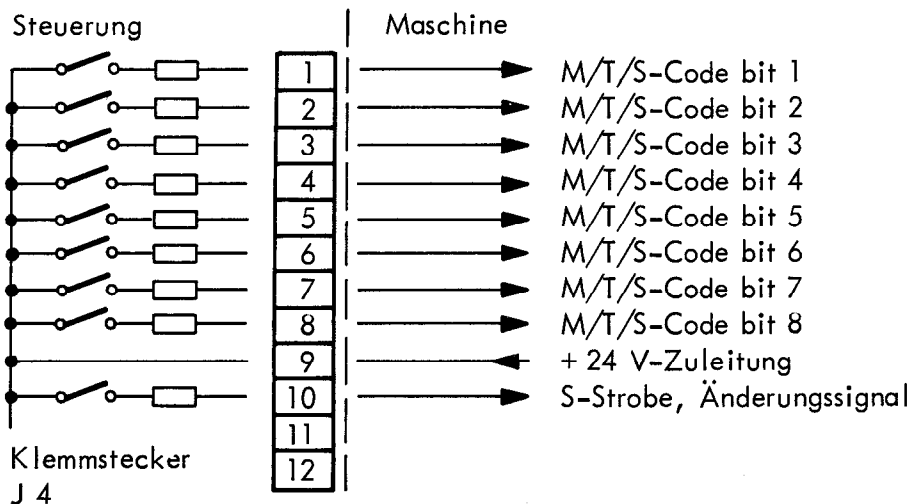 Steuerung Maschine
1 M/T/S-Code bit 1
2 M/T/S-Code bit 2
3 M/T/S-Code bit 3
4 M/T/S-Code bit 4
5 M/T/S-Code bit 5
6 M/T/S-Code bit 6
7 M/T/S-Code bit 7
8 M/T/S-Code bit 8
9 + 24 V-Zuleitung
10 S-Strobe, Änderungssignal
11
12
Klemmstecker
J 4